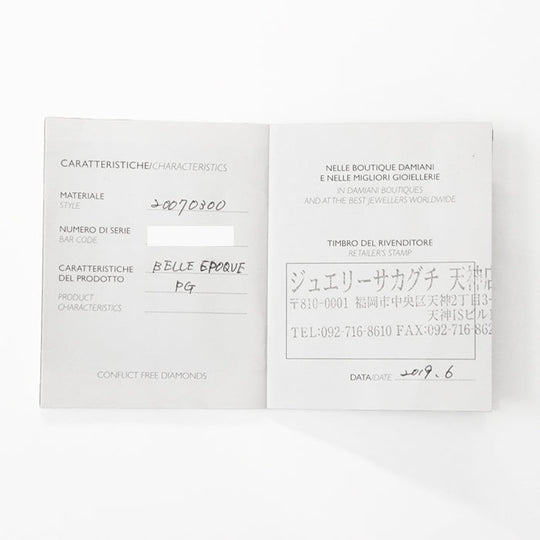 CARATTERISTICHE/CHARACTERISTICS
MATERIALE
STYLE
20070300
NUMERO DI SERIE
BAR CODE
CARATTERISTICHE
DEL PRODOTTO
BELLE EPOQUE
PG
PRODUCT
CHARACTERISTICS
CONFLICT FREE DIAMONDS
NELLE BOUTIQUE DAMIANI
E NELLE MIGLIORI GIOIELLERIE
IN DAMIANI BOUTIQUES
AND AT THE BEST JEWELLERS WORLDWIDE
TIMBRO DEL RIVENDITORE
RETAILER'S STAMP
ジュエリーサカグチ 天神店
〒810-0001 福岡市中央区天神2丁目3-
天神ISビル1
TEL:092-716-8610 FAX:092-716-862
DATA/DATE 2019.6